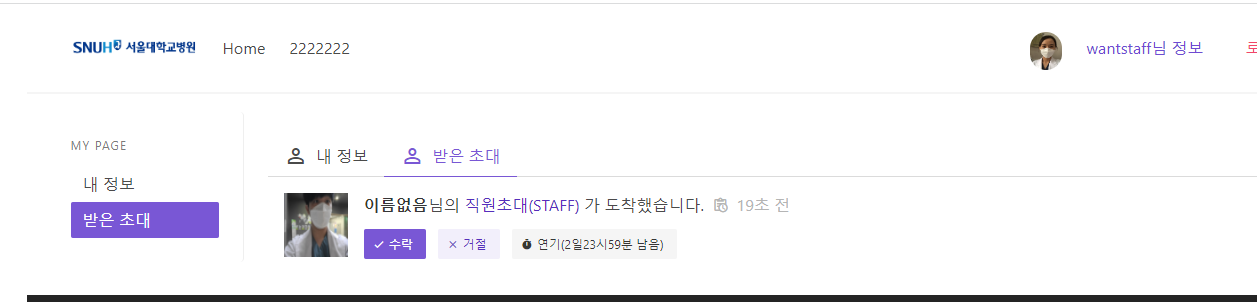 SNUH 서울대학교병원 Home 2222222 wantstaff님 정보
MY PAGE
내 정보
받은 초대
내 정보 받은 초대
이름없음님의 직원초대(STAFF) 가 도착했습니다. 19초 전
수락 거절 연기(2일23시59분 남음)